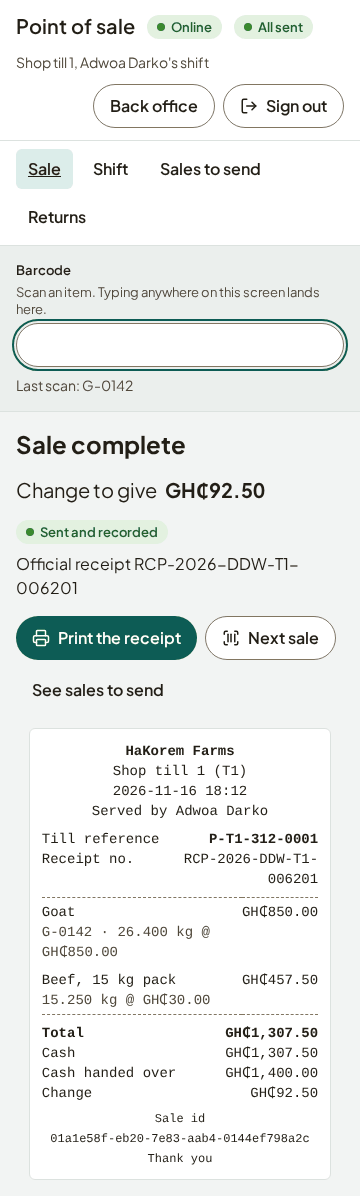 Point of sale
Online
All sent
Shop till 1, Adwoa Darko's shift
Back office
Sign out
Sale
Shift
Sales to send
Returns
Barcode
Scan an item. Typing anywhere on this screen lands
here.
Last scan: G-0142
Sale complete
Change to give GH₵92.50
Sent and recorded
Official receipt RCP-2026–DDW-T1–
006201
Print the receipt
Next sale
See sales to send
HaKorem Farms
Shop till 1 (T1)
2026-11-16 18:12
Served by Adwoa Darko
Till reference P-T1-312-0001
Receipt no. RCP-2026-DDW-T1-
006201
Goat GH₵850.00
G-0142 · 26.400 kg @
GH₵850.00
Beef, 15 kg pack GH₵457.50
15.250 kg @ GH₵30.00
Total GH₵1,307.50
Cash GH₵1,307.50
Cash handed over GH₵1,400.00
Change GH₵92.50
Sale id
01a1e58f-eb20-7e83-aab4-0144ef798a2c
Thank you